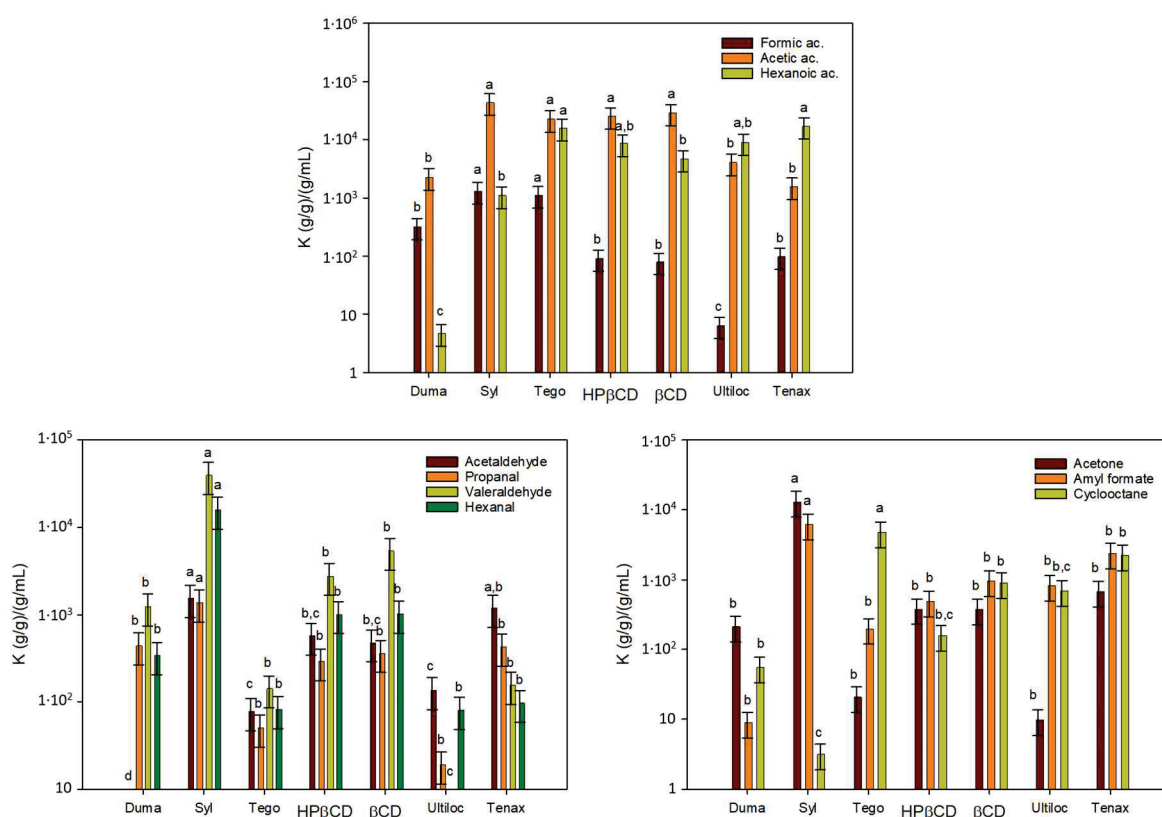 1·10⁶
1·10⁵
1·10⁴
1·10³
1·10²
10
1
K (g/g)/(g/mL)
Formic ac.
Acetic ac.
Hexanoic ac.
b b c
a a b
a a a
b a a,b
b a b
c b a,b
b b a
Duma Syl Tego HPβCD βCD Ultiloc Tenax
1·10⁵
1·10⁴
1·10³
1·10²
10
K (g/g)/(g/mL)
Acetaldehyde
Propanal
Valeraldehyde
Hexanal
d b b b
a a a a
c b b b
b,c b b b
b,c b b b
c b c b
a,b b b b
Duma Syl Tego HPβCD βCD Ultiloc Tenax
1·10⁵
1·10⁴
1·10³
1·10²
10
1
K (g/g)/(g/mL)
Acetone
Amyl formate
Cyclooctane
b b b
a a c
b b a
b b b,c
b b b
b b b,c
b b b
Duma Syl Tego HPβCD βCD Ultiloc Tenax